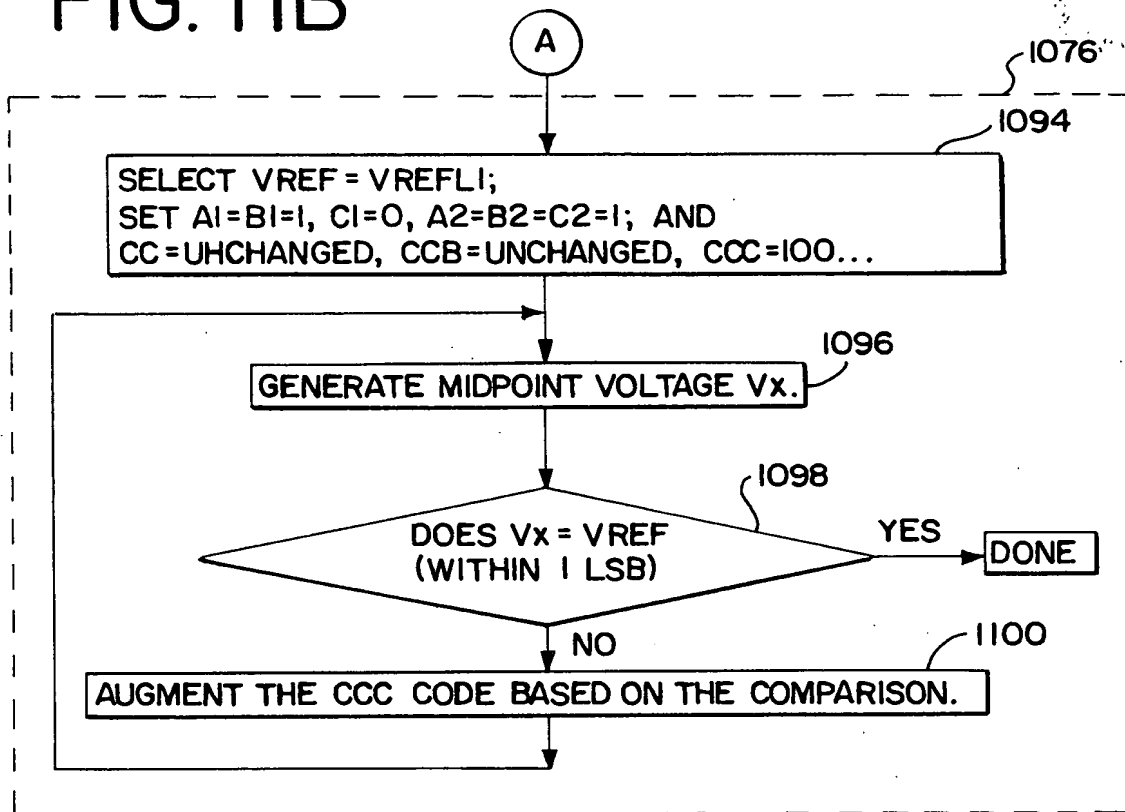 FIG. 11B
A
1076
1094
SELECT VREF = VREFL1;
SET A1=B1=1, C1=0, A2=B2=C2=1; AND
CC=UHCHANGED, CCB=UNCHANGED, CCC=100...
1096
GENERATE MIDPOINT VOLTAGE Vx.
1098
DOES Vx = VREF
(WITHIN 1 LSB)
YES
DONE
NO
1100
AUGMENT THE CCC CODE BASED ON THE COMPARISON.